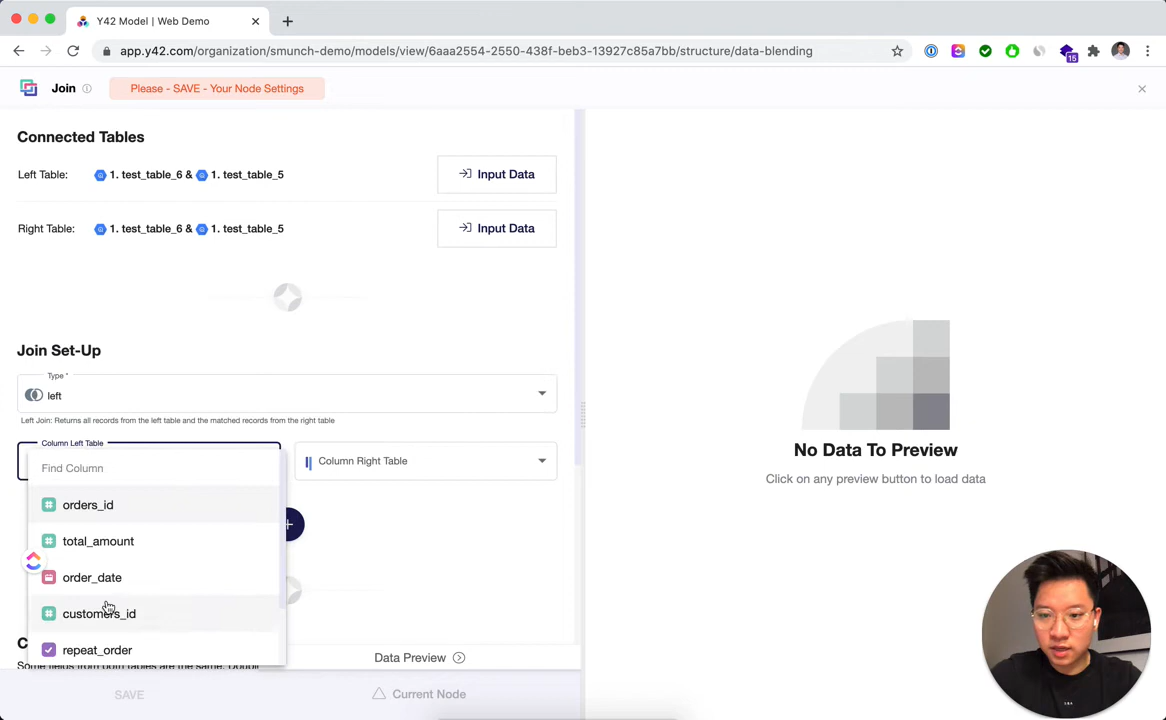 Y42 Model | Web Demo
app.y42.com/organization/smunch-demo/models/view/6aaa2554-2550-438f-beb3-13927c85a7bb/structure/data-blending
15
Join
Please - SAVE - Your Node Settings
Connected Tables
Left Table: 1. test_table_6 & 1. test_table_5 Input Data
Right Table: 1. test_table_6 & 1. test_table_5 Input Data
Join Set-Up
Type *
left
Left Join: Returns all records from the left table and the matched records from the right table
Column Left Table
Find Column
Column Right Table
orders_id
total_amount
order_date
customers_id
repeat_order
Data Preview
SAVE
Current Node
No Data To Preview
Click on any preview button to load data